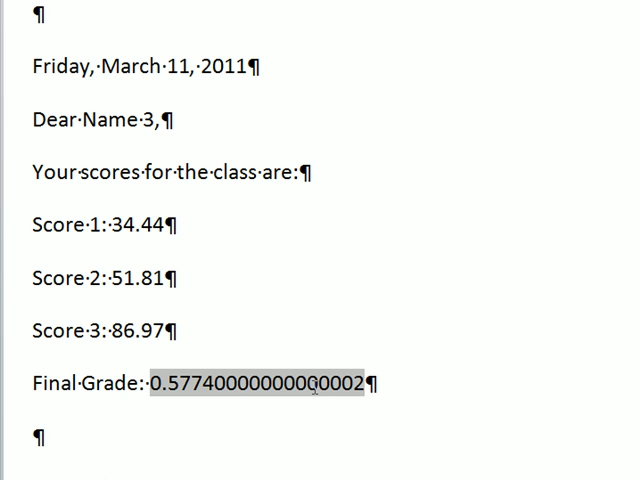 Friday, March 11, 2011¶
Dear Name 3,¶
Your scores for the class are:¶
Score 1: 34.44¶
Score 2: 51.81¶
Score 3: 86.97¶
Final Grade: 0.57740000000000002¶